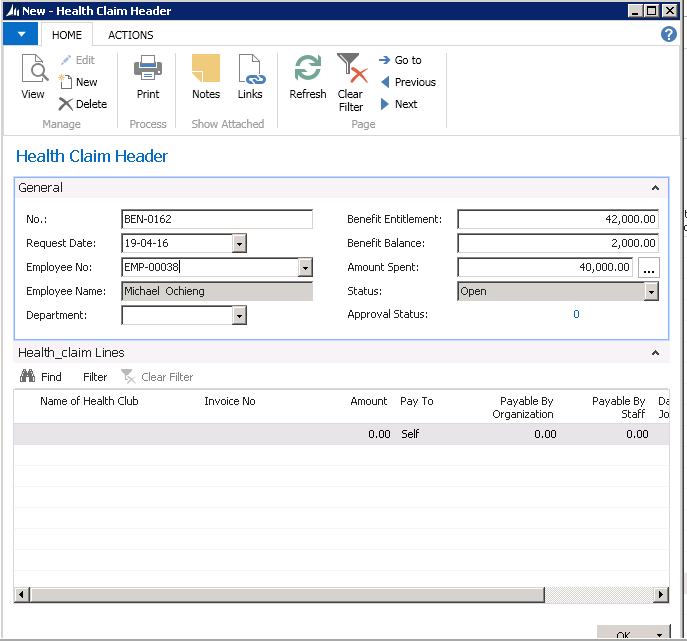 New - Health Claim Header
HOME ACTIONS
View Edit New Delete Print Notes Links Refresh Clear Filter Go to Previous Next
Manage Process Show Attached Page
Health Claim Header
General
No.: BEN-0162 Benefit Entitlement: 42,000.00
Request Date: 19-04-16 Benefit Balance: 2,000.00
Employee No: EMP-00038 Amount Spent: 40,000.00 ...
Employee Name: Michael Ochieng Status: Open
Department: Approval Status: 0
Health_claim Lines
Find Filter Clear Filter
Name of Health Club Invoice No Amount Pay To Payable By Organization Payable By Staff
0.00 Self 0.00 0.00
OK